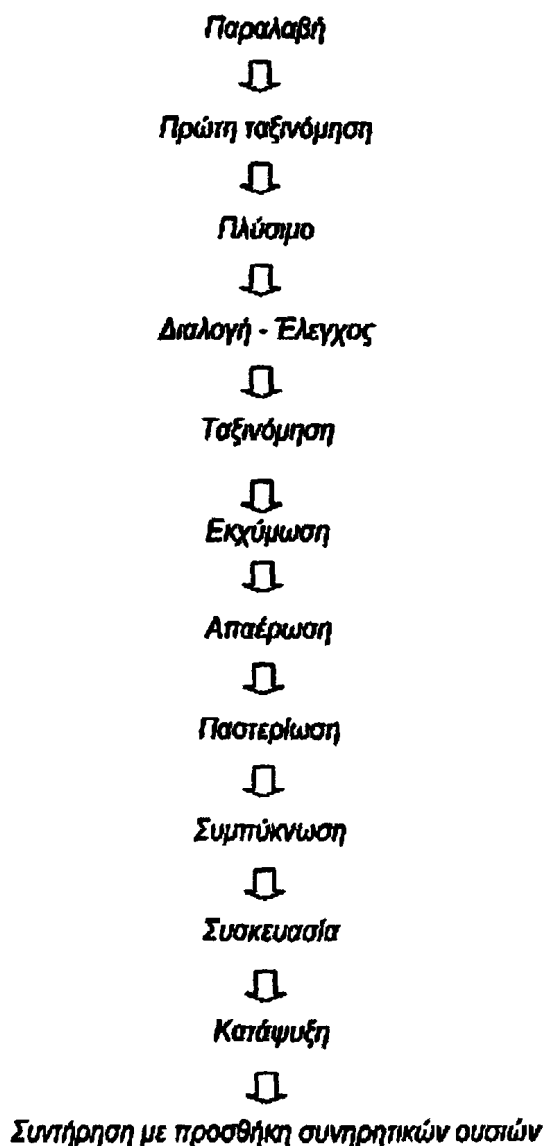 Παραλαβή
Πρώτη ταξινόμηση
Πλύσιμο
Διαλογή - Έλεγχος
Ταξινόμηση
Εκχύμωση
Απαέρωση
Παστερίωση
Συμπύκνωση
Συσκευασία
Κατάψυξη
Συντήρηση με προσθήκη συνηρητικών ουσιών